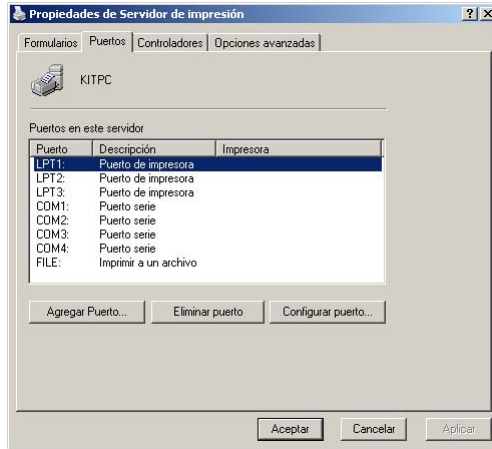 Propiedades de Servidor de impresión
Formularios Puertos Controladores Opciones avanzadas
KITPC
Puertos en este servidor
Puerto Descripción Impresora
LPT1: Puerto de impresora
LPT2: Puerto de impresora
LPT3: Puerto de impresora
COM1: Puerto serie
COM2: Puerto serie
COM3: Puerto serie
COM4: Puerto serie
FILE: Imprimir a un archivo
Agregar Puerto... Eliminar puerto Configurar puerto...
Aceptar Cancelar Aplicar